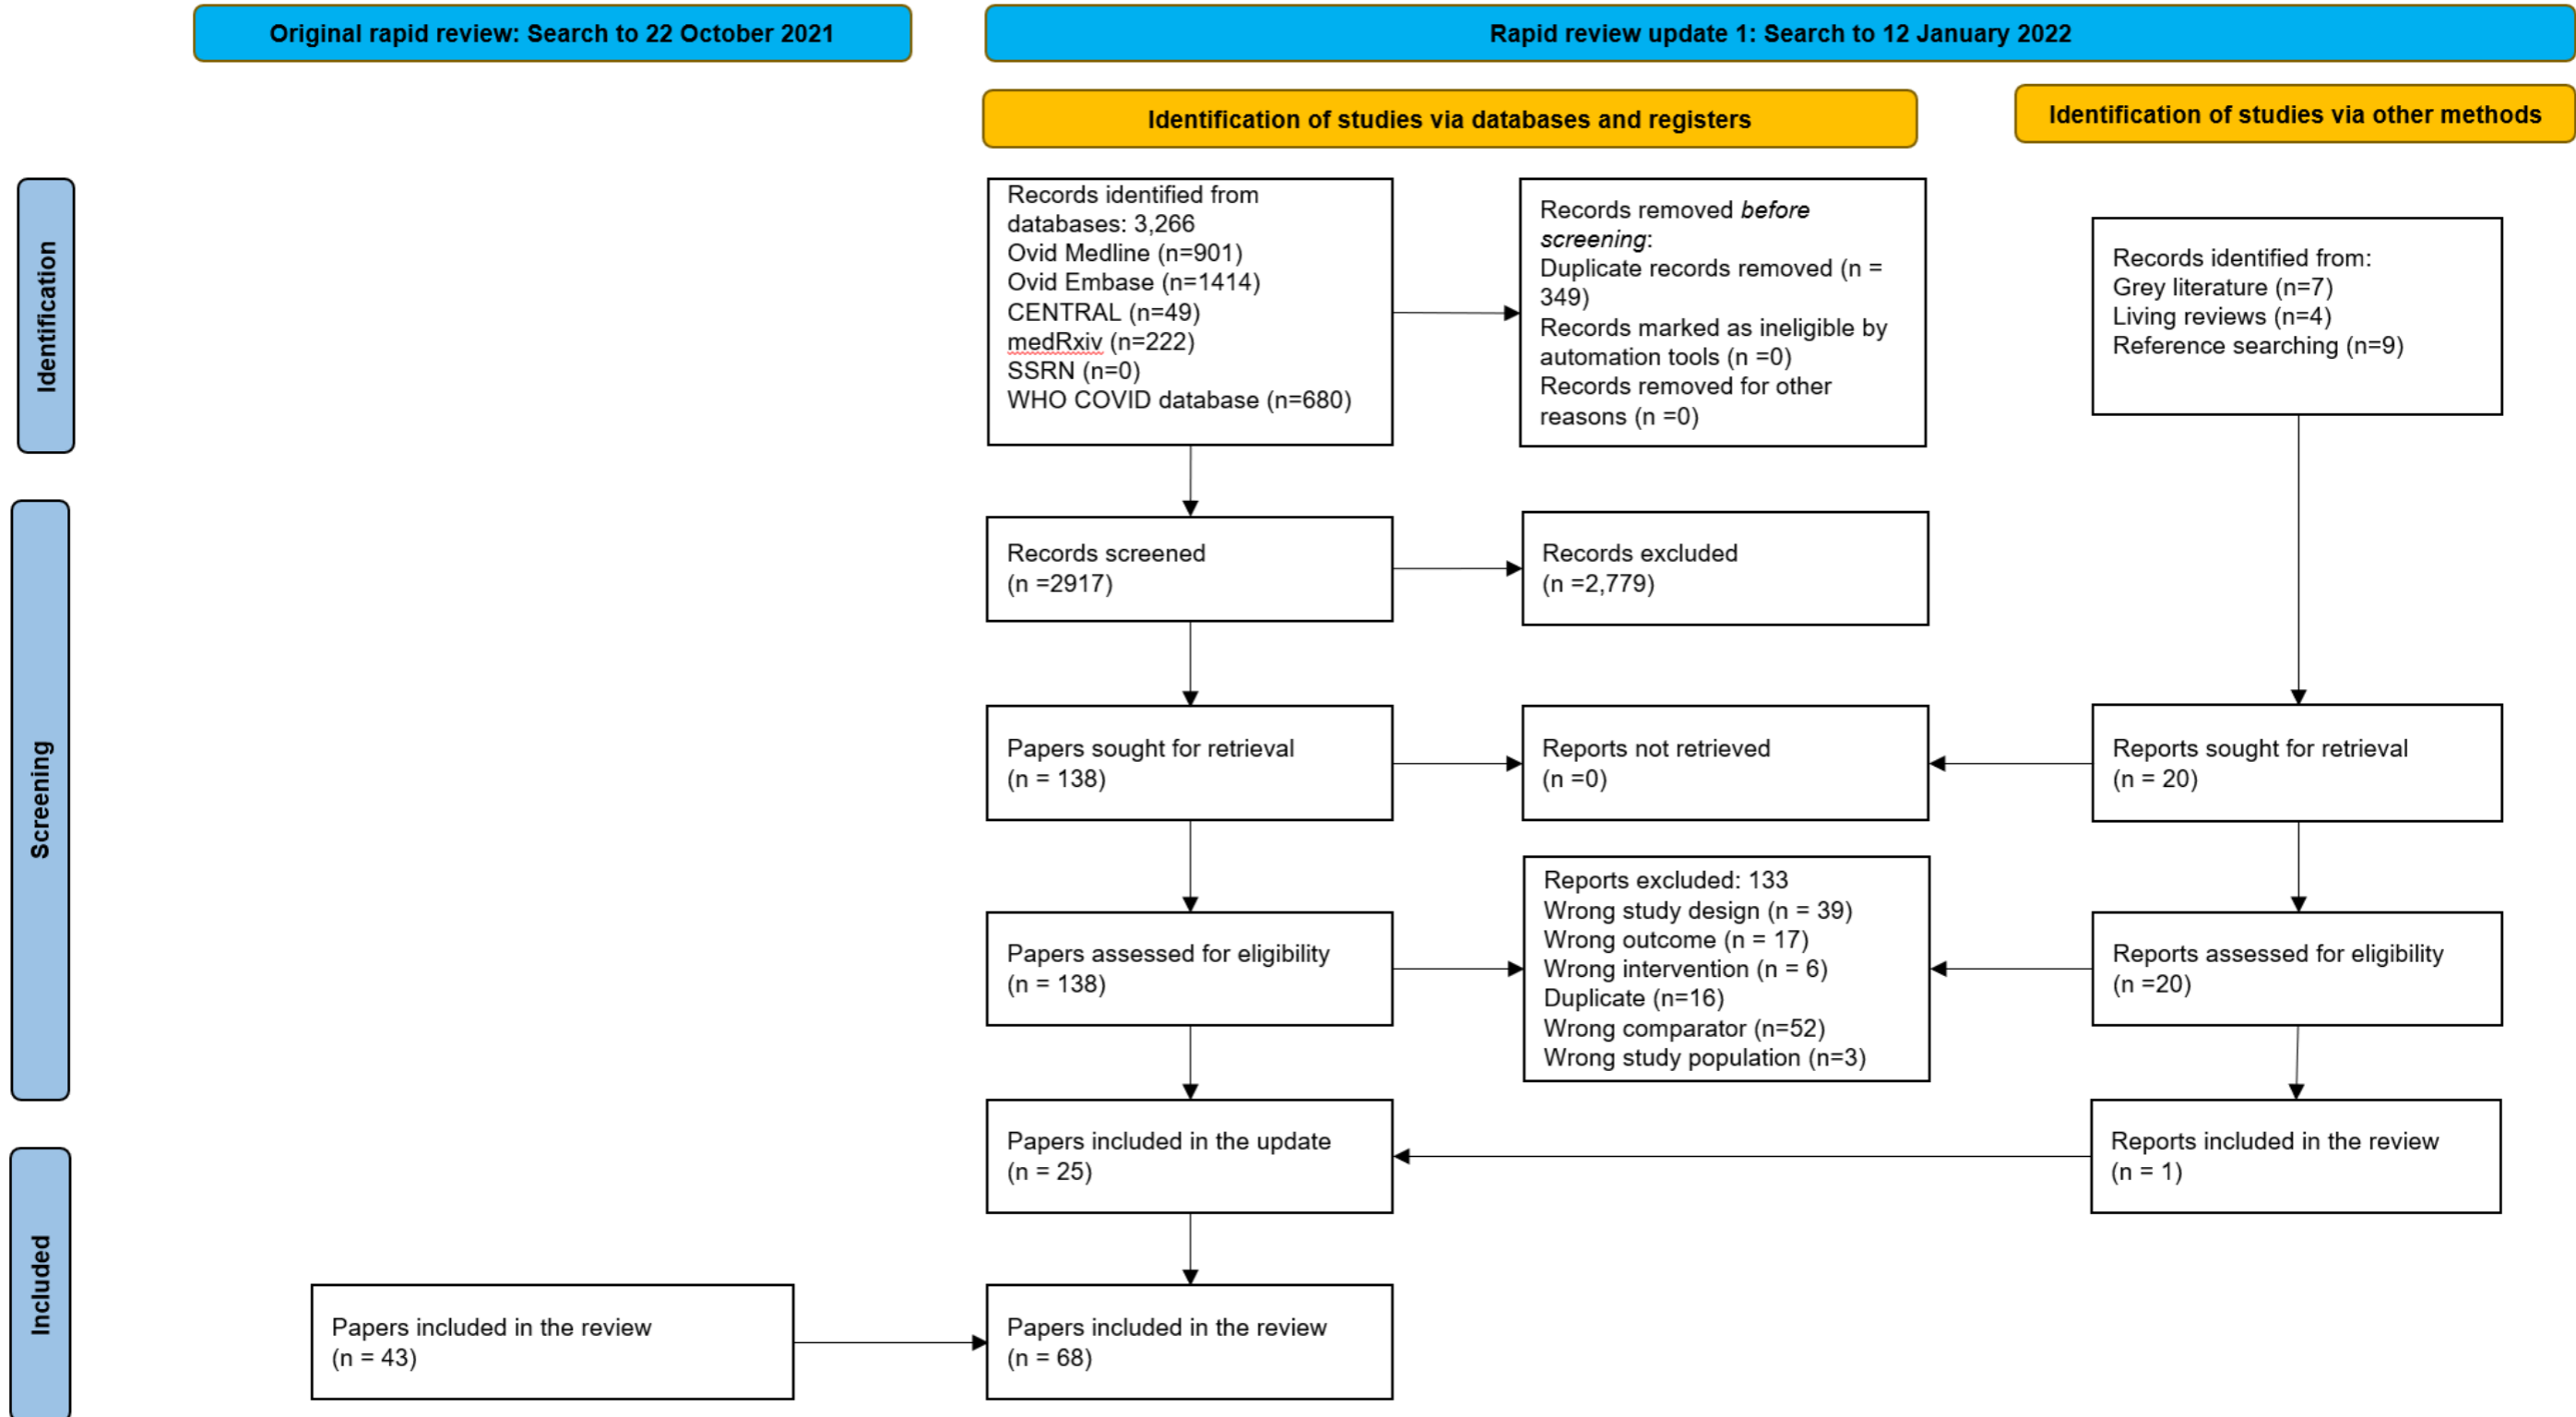 Original rapid review: Search to 22 October 2021
Rapid review update 1: Search to 12 January 2022
Identification of studies via databases and registers
Identification of studies via other methods
Identification
Records identified from
databases: 3,266
Ovid Medline (n=901)
Ovid Embase (n=1414)
CENTRAL (n=49)
medRxiv (n=222)
SSRN (n=0)
WHO COVID database (n=680)
Records removed before
screening:
Duplicate records removed (n =
349)
Records marked as ineligible by
automation tools (n =0)
Records removed for other
reasons (n =0)
Records identified from:
Grey literature (n=7)
Living reviews (n=4)
Reference searching (n=9)
Screening
Records screened
(n =2917)
Records excluded
(n =2,779)
Papers sought for retrieval
(n = 138)
Reports not retrieved
(n =0)
Reports sought for retrieval
(n = 20)
Papers assessed for eligibility
(n = 138)
Reports excluded: 133
Wrong study design (n = 39)
Wrong outcome (n = 17)
Wrong intervention (n = 6)
Duplicate (n=16)
Wrong comparator (n=52)
Wrong study population (n=3)
Reports assessed for eligibility
(n =20)
Included
Papers included in the update
(n = 25)
Reports included in the review
(n = 1)
Papers included in the review
(n = 43)
Papers included in the review
(n = 68)